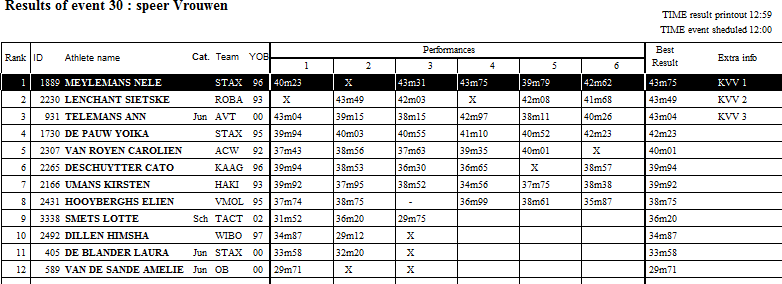 Results of event 30 : speer Vrouwen
TIME result printout 12:59
TIME event sheduled 12:00
Rank ID Athlete name Cat. Team YOB Performances Best Result Extra info
1 2 3 4 5 6
1 1889 MEYLEMANS NELE STAX 96 40m23 X 43m31 43m75 39m79 42m62 43m75 KVV 1
2 2230 LENCHANT SIETSKE ROBA 93 X 43m49 42m03 X 42m08 41m68 43m49 KVV 2
3 931 TELEMANS ANN Jun AVT 00 43m04 39m15 38m15 42m97 38m11 40m26 43m04 KVV 3
4 1730 DE PAUW YOIKA STAX 95 39m94 40m03 40m55 41m10 40m52 42m23 42m23
5 2307 VAN ROYEN CAROLIEN ACW 92 37m43 38m56 37m63 39m35 40m01 X 40m01
6 2265 DESCHUYTTER CATO KAAG 96 39m94 38m53 36m30 36m65 X 38m57 39m94
7 2166 UMANS KIRSTEN HAKI 93 39m92 37m95 38m52 34m56 37m75 38m38 39m92
8 2431 HOOYBERGHS ELIEN VMOL 95 37m74 38m75 - 36m99 38m61 35m87 38m75
9 3338 SMETS LOTTE Sch TACT 02 31m52 36m20 29m75 36m20
10 2492 DILLEN HIMSHA WIBO 97 34m87 29m12 X 34m87
11 405 DE BLANDER LAURA Jun STAX 00 33m58 32m20 X 33m58
12 589 VAN DE SANDE AMELIE Jun OB 00 29m71 X X 29m71